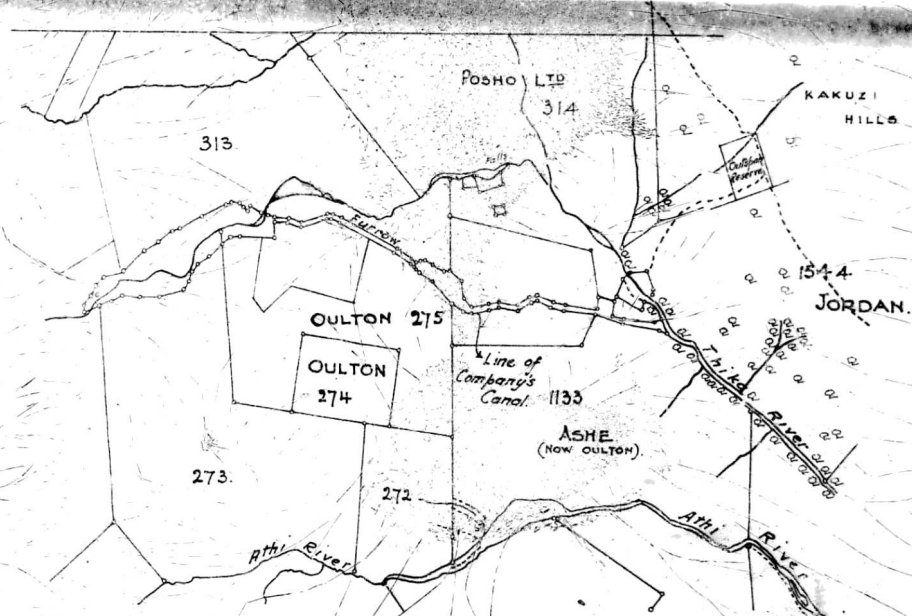 POSHO LTD
314
KAKUZI
HILLS
313.
Falls
Outspan
Reserve
Furrow
1544
JORDAN.
OULTON 275
OULTON
274
Line of
Company's
Canal.
1133
Thika River
ASHE
(NOW OULTON).
273.
272
Athi River
Athi River